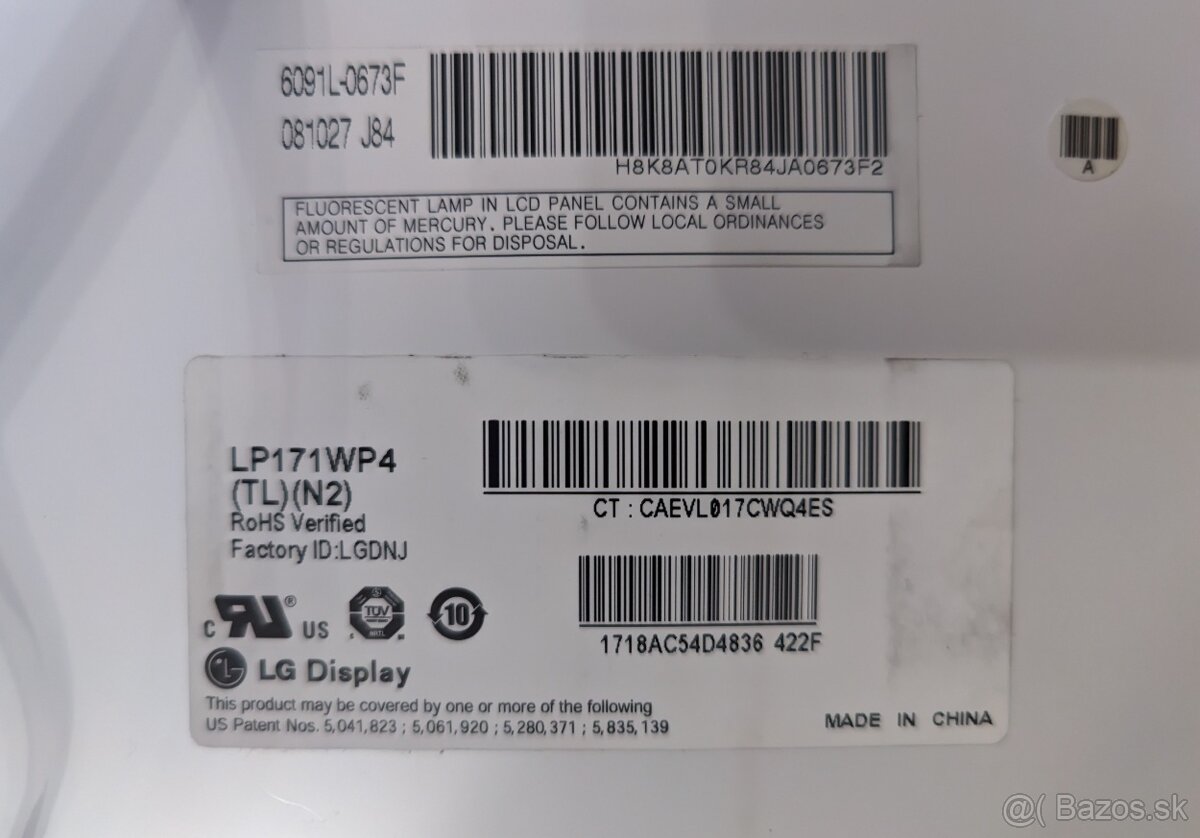 6091L-0673F
081027 J84
H8K8AT0KR84JA0673F2
A
FLUORESCENT LAMP IN LCD PANEL CONTAINS A SMALL
AMOUNT OF MERCURY. PLEASE FOLLOW LOCAL ORDINANCES
OR REGULATIONS FOR DISPOSAL.
LP171WP4
(TL)(N2)
RoHS Verified
Factory ID:LGDNJ
CT : CAEVL017CWQ4ES
1718AC54D4836 422F
c RU ® US
TÜV
NRTL
10
LG Display
This product may be covered by one or more of the following
US Patent Nos. 5,041,823 ; 5,061,920 ; 5,280,371 ; 5,835,139
MADE IN CHINA
@( Bazos.sk